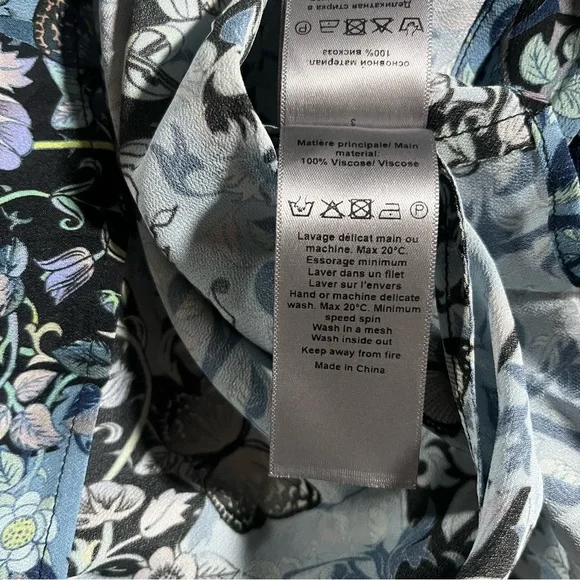 Деликатная стирка
основной материал
100% вискоза
3
Matière principale/ Main
material:
100% Viscose/ Viscose
P
Lavage délicat main ou
machine. Max 20°C.
Essorage minimum
Laver dans un filet
Laver sur l'envers
Hand or machine delicate
wash. Max 20°C. Minimum
speed spin
Wash in a mesh
Wash inside out
Keep away from fire
Made in China